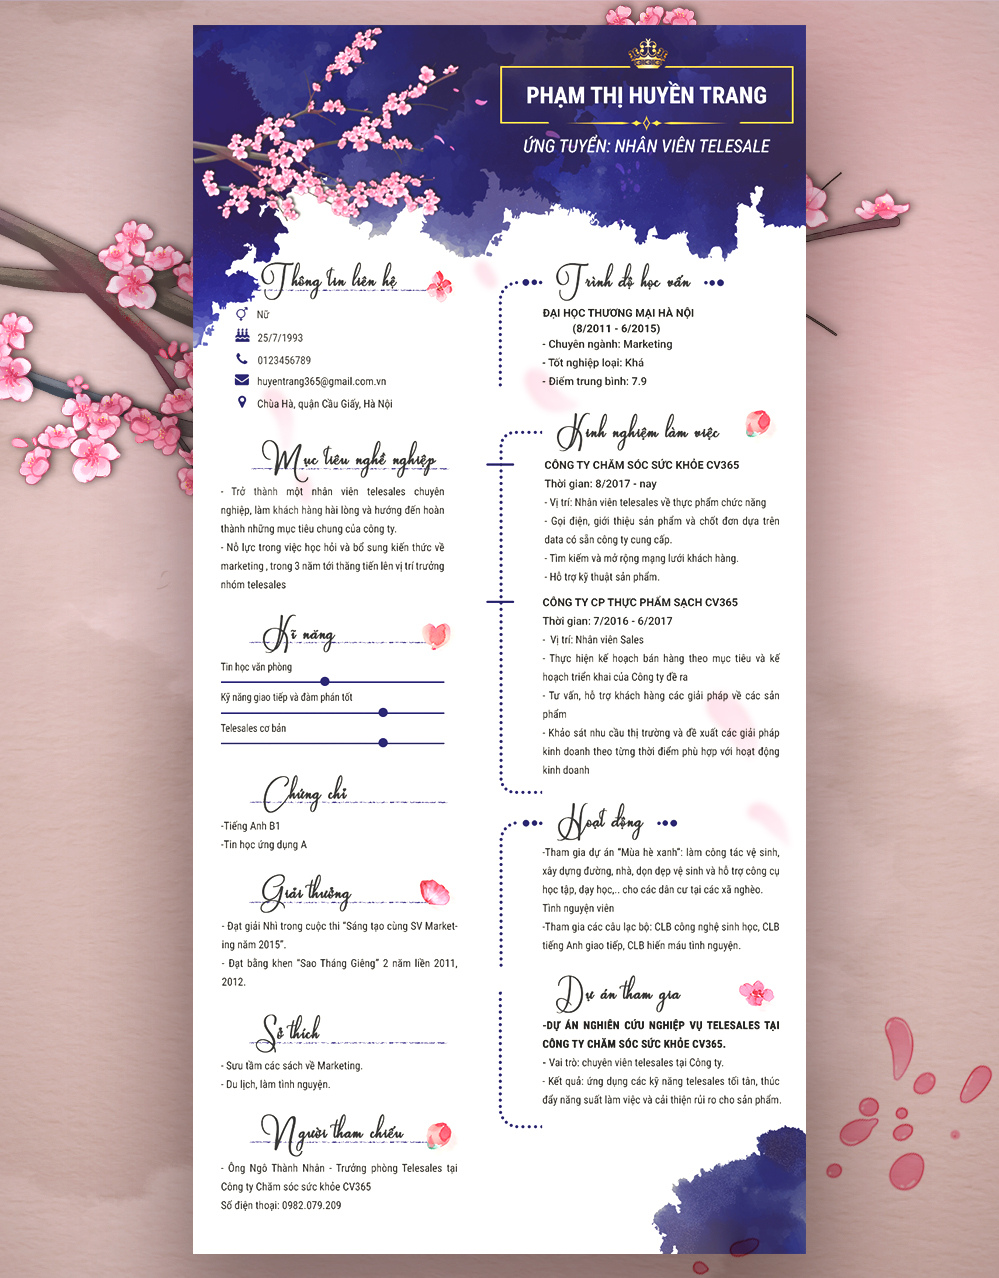 PHẠM THỊ HUYỀN TRANG
ỨNG TUYỂN: NHÂN VIÊN TELESALE
Thông tin liên hệ
Nữ
25/7/1993
0123456789
huyentrang365@gmail.com.vn
Chùa Hà, quận Cầu Giấy, Hà Nội
Mục tiêu nghề nghiệp
- Trở thành một nhân viên telesales chuyên
nghiệp, làm khách hàng hài lòng và hướng đến hoàn
thành những mục tiêu chung của công ty.
- Nỗ lực trong việc học hỏi và bổ sung kiến thức về
marketing , trong 3 năm tới thăng tiến lên vị trí trưởng
nhóm telesales
Kĩ năng
Tin học văn phòng
Kỹ năng giao tiếp và đàm phán tốt
Telesales cơ bản
Chứng chỉ
-Tiếng Anh B1
-Tin học ứng dụng A
Giải thưởng
- Đạt giải Nhì trong cuộc thi “Sáng tạo cùng SV Market-
ing năm 2015”.
- Đạt bằng khen “Sao Tháng Giêng” 2 năm liền 2011,
2012.
Sở thích
- Sưu tầm các sách về Marketing.
- Du lịch, làm tình nguyện.
Người tham chiếu
- Ông Ngô Thành Nhân - Trưởng phòng Telesales tại
Công ty Chăm sóc sức khỏe CV365
Số điện thoại: 0982.079.209
Trình độ học vấn
ĐẠI HỌC THƯƠNG MẠI HÀ NỘI
(8/2011 - 6/2015)
- Chuyên ngành: Marketing
- Tốt nghiệp loại: Khá
- Điểm trung bình: 7.9
Kinh nghiệm làm việc
CÔNG TY CHĂM SÓC SỨC KHỎE CV365
Thời gian: 8/2017 - nay
- Vị trí: Nhân viên telesales về thực phẩm chức năng
- Gọi điện, giới thiệu sản phẩm và chốt đơn dựa trên
data có sẵn công ty cung cấp.
- Tìm kiếm và mở rộng mạng lưới khách hàng.
- Hỗ trợ kỹ thuật sản phẩm.
CÔNG TY CP THỰC PHẨM SẠCH CV365
Thời gian: 7/2016 - 6/2017
- Vị trí: Nhân viên Sales
- Thực hiện kế hoạch bán hàng theo mục tiêu và kế
hoạch triển khai của Công ty đề ra
- Tư vấn, hỗ trợ khách hàng các giải pháp về các sản
phẩm
- Khảo sát nhu cầu thị trường và đề xuất các giải pháp
kinh doanh theo từng thời điểm phù hợp với hoạt động
kinh doanh
Hoạt động
-Tham gia dự án “Mùa hè xanh”: làm công tác vệ sinh,
xây dựng đường, nhà, dọn dẹp vệ sinh và hỗ trợ công cụ
học tập, dạy học,.. cho các dân cư tại các xã nghèo.
Tình nguyện viên
-Tham gia các câu lạc bộ: CLB công nghệ sinh học, CLB
tiếng Anh giao tiếp, CLB hiến máu tình nguyện.
Dự án tham gia
-DỰ ÁN NGHIÊN CỨU NGHIỆP VỤ TELESALES TẠI
CÔNG TY CHĂM SÓC SỨC KHỎE CV365.
- Vai trò: chuyên viên telesales tại Công ty.
- Kết quả: ứng dụng các kỹ năng telesales tối tân, thúc
đẩy năng suất làm việc và cải thiện rủi ro cho sản phẩm.